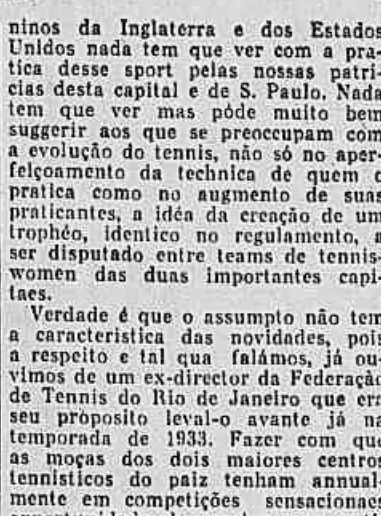 ninos da Inglaterra e dos Estados
Unidos nada tem que ver com a pra-
tica desse sport pelas nossas patri-
cias desta capital e de S. Paulo. Nada
tem que ver mas póde muito bem
suggerir aos que se preoccupam com
a evolução do tennis, não só no aper-
feiçoamento da technica de quem o
pratica como no augmento de suas
praticantes, a idéa da creação de um
trophéo, identico no regulamento, a
ser disputado entre teams de tennis-
women das duas importantes capi-
taes.
Verdade é que o assumpto não tem
a caracteristica das novidades, pois
a respeito e tal qua falámos, já ou-
vimos de um ex-director da Federação
de Tennis do Rio de Janeiro que era
seu proposito leval-o avante já na
temporada de 1933. Fazer com que
as moças dos dois maiores centros
tennisticos do paiz tenham annual-
mente em competições sensacionaes